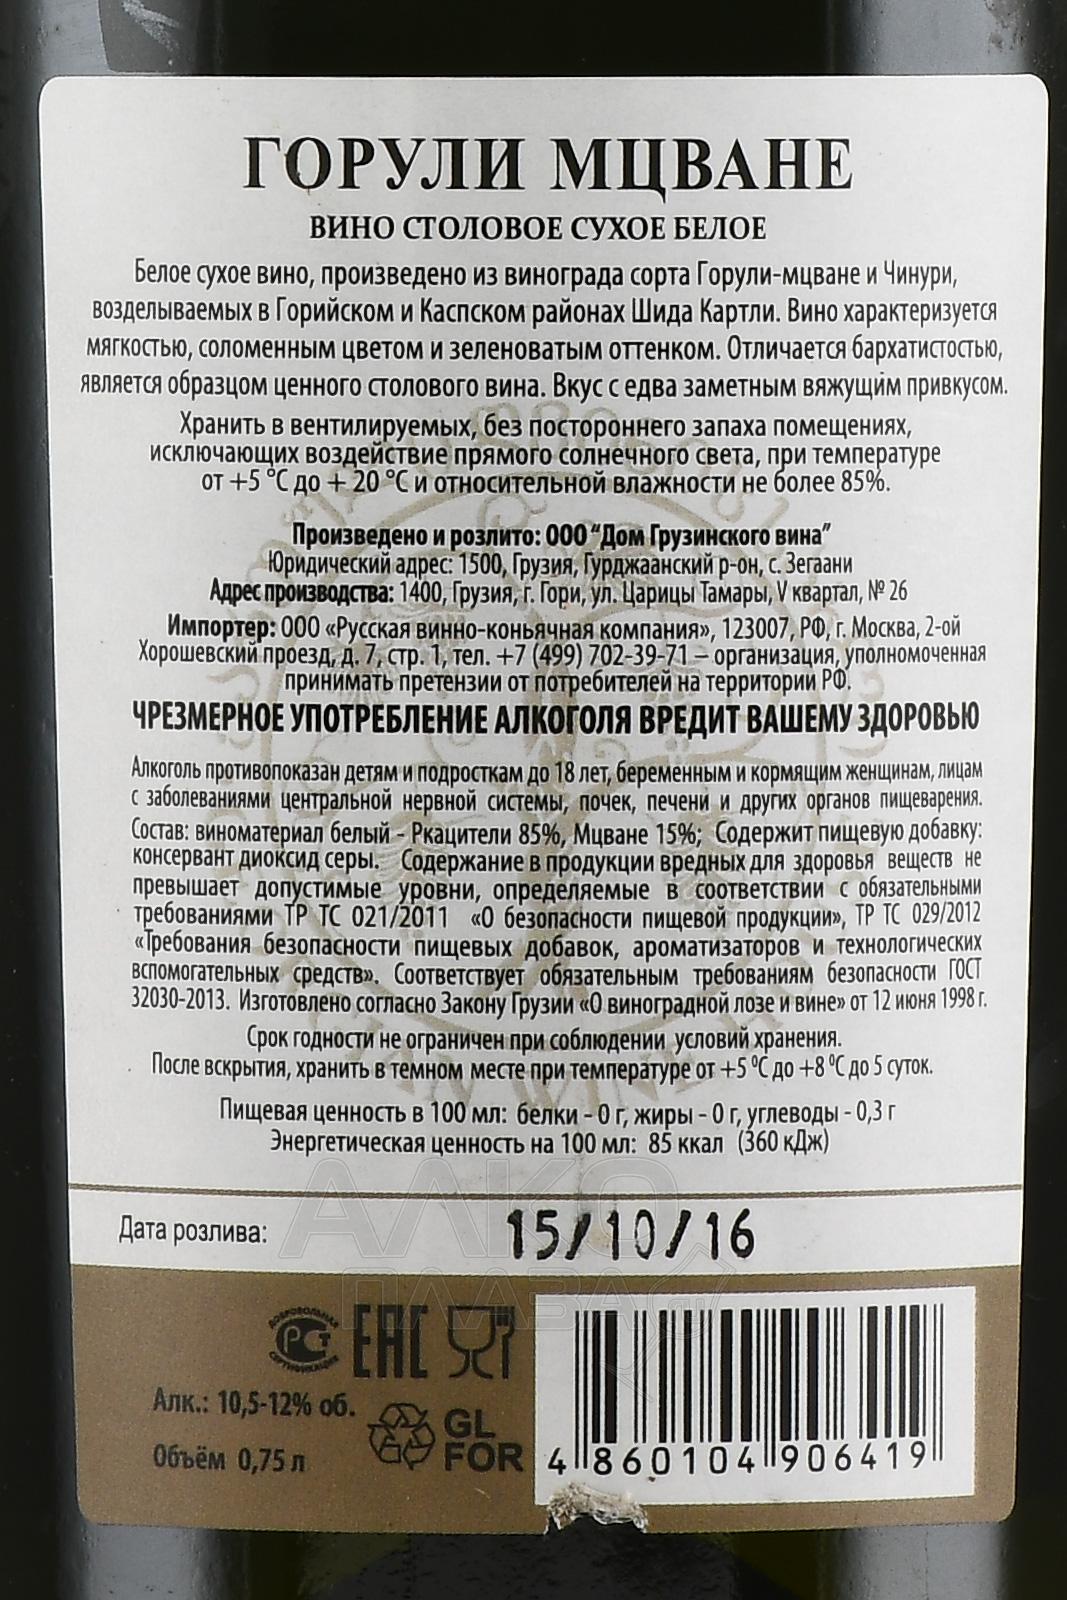 ГОРУЛИ МЦВАНЕ
ВИНО СТОЛОВОЕ СУХОЕ БЕЛОЕ
Белое сухое вино, произведено из винограда сорта Горули-мцване и Чинури,
возделываемых в Горийском и Каспском районах Шида Картли. Вино характеризуется
мягкостью, соломенным цветом и зеленоватым оттенком. Отличается бархатистостью,
является образцом ценного столового вина. Вкус с едва заметным вяжущим привкусом.
Хранить в вентилируемых, без постороннего запаха помещениях,
исключающих воздействие прямого солнечного света, при температуре
от +5 °C до + 20 °C и относительной влажности не более 85%.
Произведено и розлито: ООО “Дом Грузинского вина”
Юридический адрес: 1500, Грузия, Гурджаанский р-он, с. Зегаани
Адрес производства: 1400, Грузия, г. Гори, ул. Царицы Тамары, V квартал, № 26
Импортер: ООО «Русская винно-коньячная компания», 123007, РФ, г. Москва, 2-ой
Хорошевский проезд, д. 7, стр. 1, тел. +7 (499) 702-39-71 – организация, уполномоченная
принимать претензии от потребителей на территории РФ.
ЧРЕЗМЕРНОЕ УПОТРЕБЛЕНИЕ АЛКОГОЛЯ ВРЕДИТ ВАШЕМУ ЗДОРОВЬЮ
Алкоголь противопоказан детям и подросткам до 18 лет, беременным и кормящим женщинам, лицам
с заболеваниями центральной нервной системы, почек, печени и других органов пищеварения.
Состав: виноматериал белый - Ркацители 85%, Мцване 15%; Содержит пищевую добавку:
консервант диоксид серы. Содержание в продукции вредных для здоровья веществ не
превышает допустимые уровни, определяемые в соответствии с обязательными
требованиями ТР ТС 021/2011 «О безопасности пищевой продукции», ТР ТС 029/2012
«Требования безопасности пищевых добавок, ароматизаторов и технологических
вспомогательных средств». Соответствует обязательным требованиям безопасности ГОСТ
32030-2013. Изготовлено согласно Закону Грузии «О виноградной лозе и вине» от 12 июня 1998 г.
Срок годности не ограничен при соблюдении условий хранения.
После вскрытия, хранить в темном месте при температуре от +5 °C до +8 °C до 5 суток.
Пищевая ценность в 100 мл: белки - 0 г, жиры - 0 г, углеводы - 0,3 г
Энергетическая ценность на 100 мл: 85 ккал (360 кДж)
Дата розлива: 15/10/16
АЛКО
ПЛАЗА
ДОБРОВОЛЬНАЯ
СЕРТИФИКАЦИЯ
ЕАС
Алк.: 10,5-12% об.
Объём 0,75 л
GL
FOR
4 860104 906419